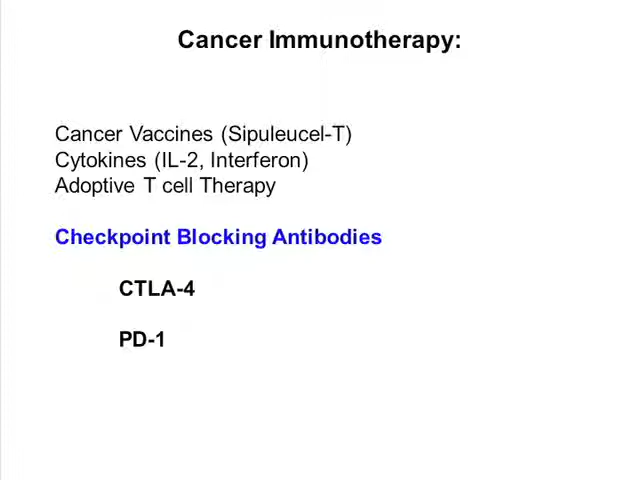 Cancer Immunotherapy:
Cancer Vaccines (Sipuleucel-T)
Cytokines (IL-2, Interferon)
Adoptive T cell Therapy
Checkpoint Blocking Antibodies
CTLA-4
PD-1